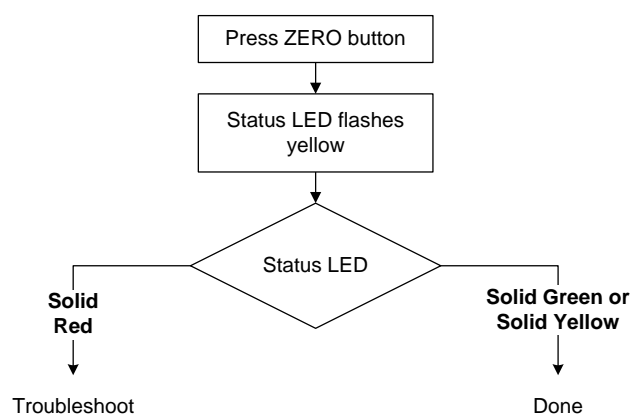 Press ZERO button
Status LED flashes
yellow
Status LED
Solid
Red
Solid Green or
Solid Yellow
Troubleshoot
Done